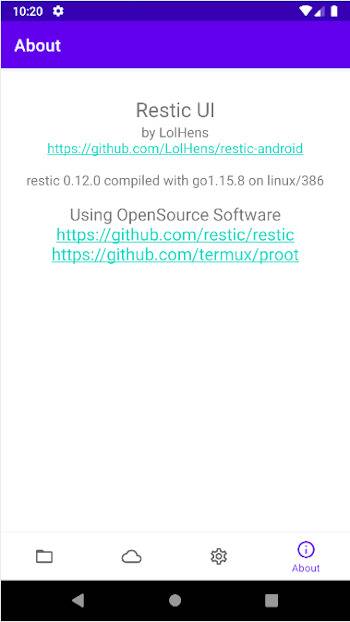 10:20
About
Restic UI
by LolHens
https://github.com/LolHens/restic-android
restic 0.12.0 compiled with go1.15.8 on linux/386
Using OpenSource Software
https://github.com/restic/restic
https://github.com/termux/proot
About